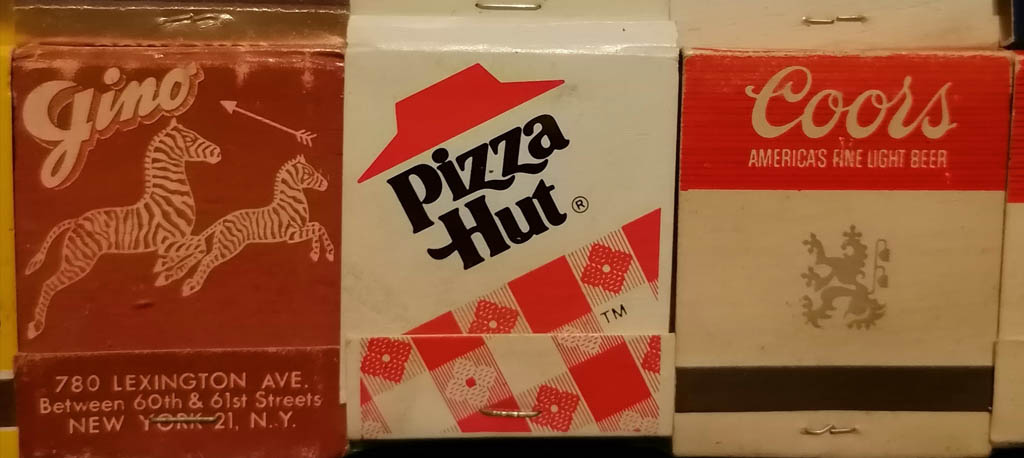 Gino
780 LEXINGTON AVE.
Between 60th & 61st Streets
NEW YORK 21, N.Y.
Pizza
Hut®
TM
Coors
AMERICA'S FINE LIGHT BEER